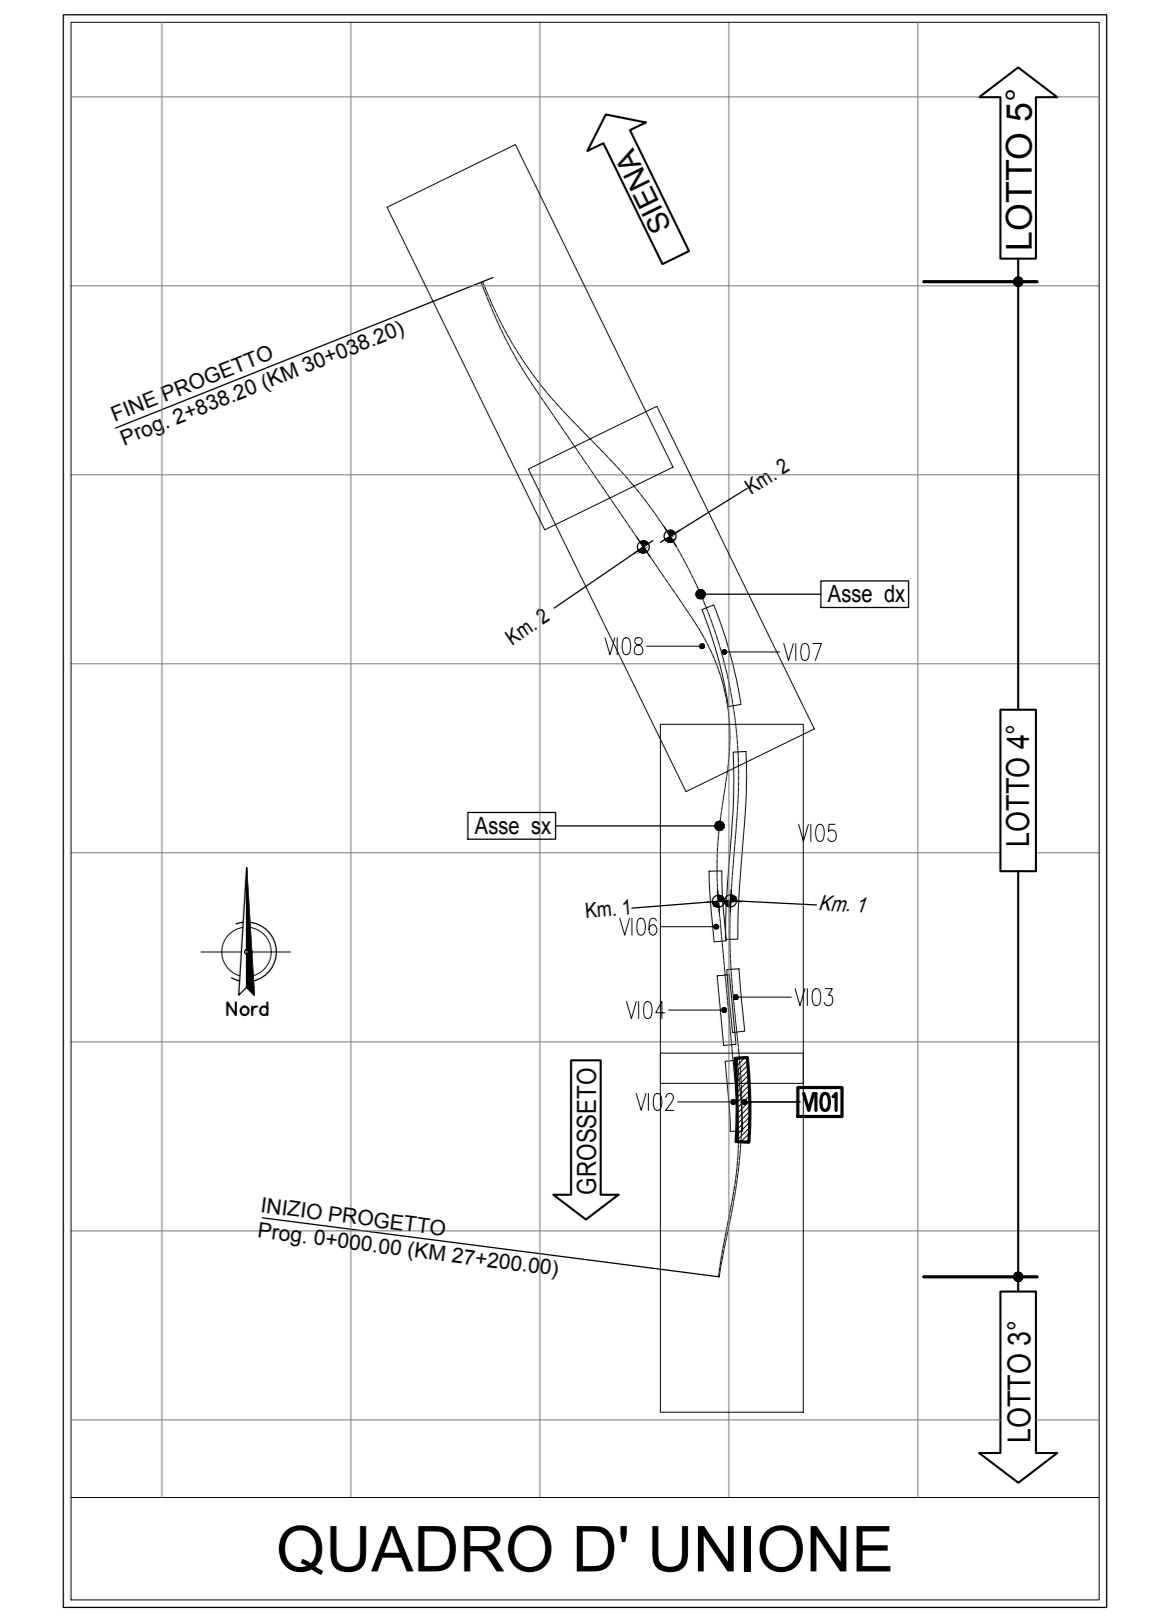 LOTTO 5°
SIENA
FINE PROGETTO
Prog. 2+838.20 (KM 30+038.20)
Km. 2
Km. 2
Asse dx
VI08
VI07
LOTTO 4°
Asse sx
VI05
Km. 1
Km. 1
VI06
Nord
VI04
VI03
GROSSETO
VI02
VI01
INIZIO PROGETTO
Prog. 0+000.00 (KM 27+200.00)
LOTTO 3°
QUADRO D' UNIONE